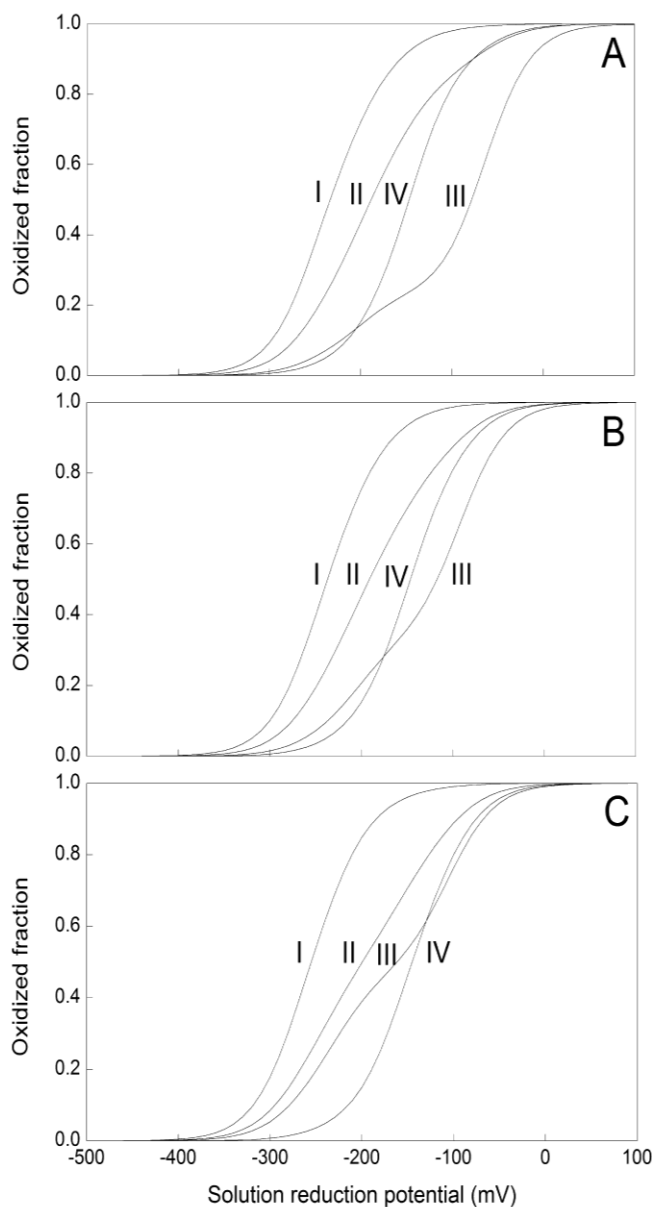 A
Oxidized fraction
1.0
0.8
0.6
0.4
0.2
0.0
I
II
IV
III
B
Oxidized fraction
1.0
0.8
0.6
0.4
0.2
0.0
I
II
IV
III
C
Oxidized fraction
1.0
0.8
0.6
0.4
0.2
0.0
I
II
III
IV
-500 -400 -300 -200 -100 0 100
Solution reduction potential (mV)